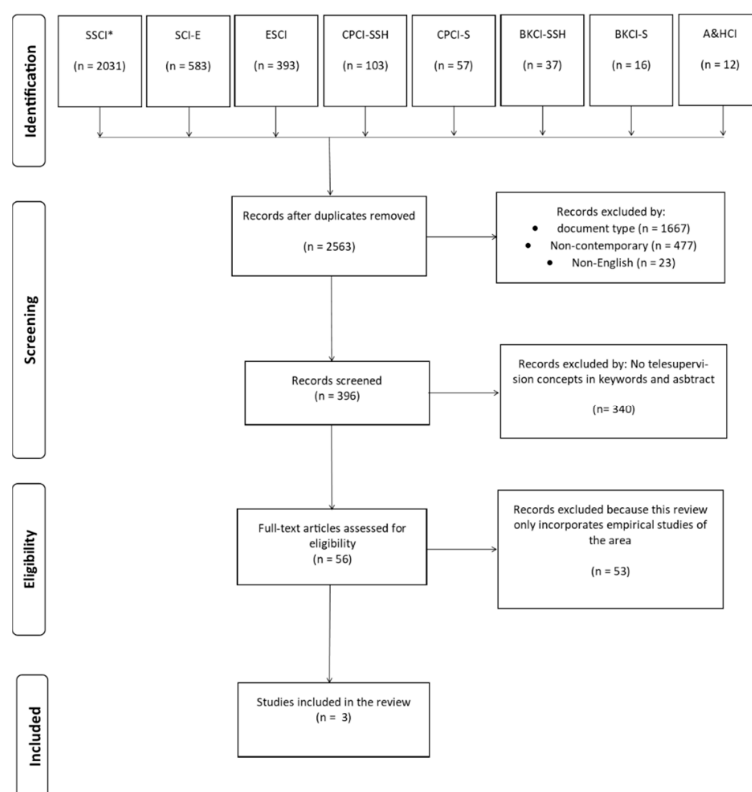 Identification
SSCI*
(n = 2031)
SCI-E
(n = 583)
ESCI
(n = 393)
CPCI-SSH
(n = 103)
CPCI-S
(n = 57)
BKCI-SSH
(n = 37)
BKCI-S
(n = 16)
A&HCI
(n = 12)
Screening
Records after duplicates removed
(n = 2563)
Records excluded by:
● document type (n = 1667)
● Non-contemporary (n = 477)
● Non-English (n = 23)
Records screened
(n = 396)
Records excluded by: No telesupervi-
sion concepts in keywords and asbtract
(n= 340)
Eligibility
Full-text articles assessed for
eligibility
(n = 56)
Records excluded because this review
only incorporates empirical studies of
the area
(n = 53)
Included
Studies included in the review
(n = 3)